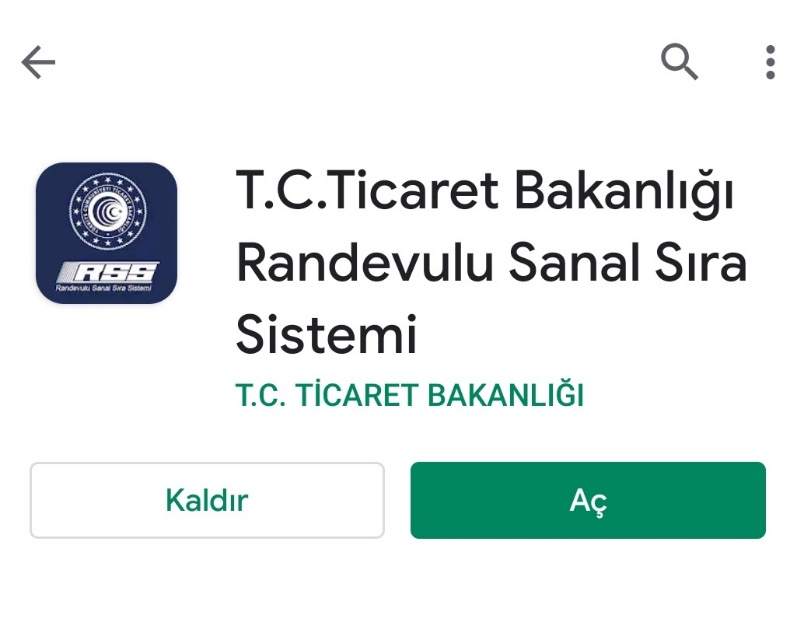 RSS
Randevulu Sanal Sıra Sistemi
T.C.Ticaret Bakanlığı
Randevulu Sanal Sıra
Sistemi
T.C. TİCARET BAKANLIĞI
Kaldır
Aç